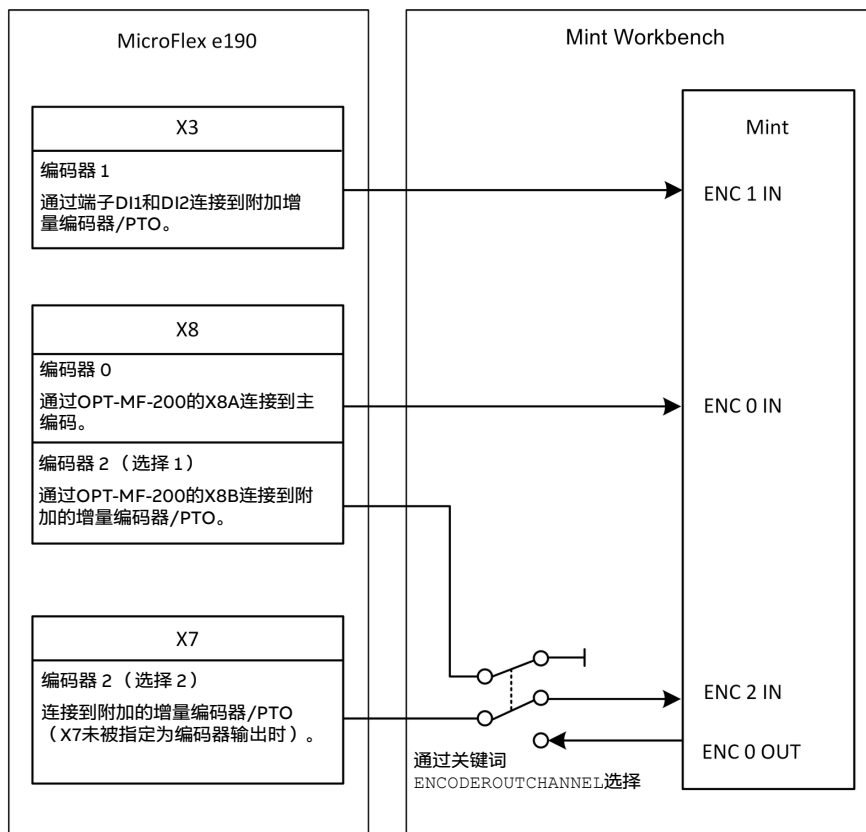 MicroFlex e190
Mint Workbench
X3
编码器 1
通过端子DI1和DI2连接到附加增
量编码器/PTO。
Mint
ENC 1 IN
X8
编码器 0
通过OPT-MF-200的X8A连接到主
编码。
ENC 0 IN
编码器 2（选择 1）
通过OPT-MF-200的X8B连接到附
加的增量编码器/PTO。
X7
编码器 2（选择 2）
连接到附加的增量编码器/PTO
（X7未被指定为编码器输出时）。
ENC 2 IN
ENC 0 OUT
通过关键词
ENCODEROUTCHANNEL选择